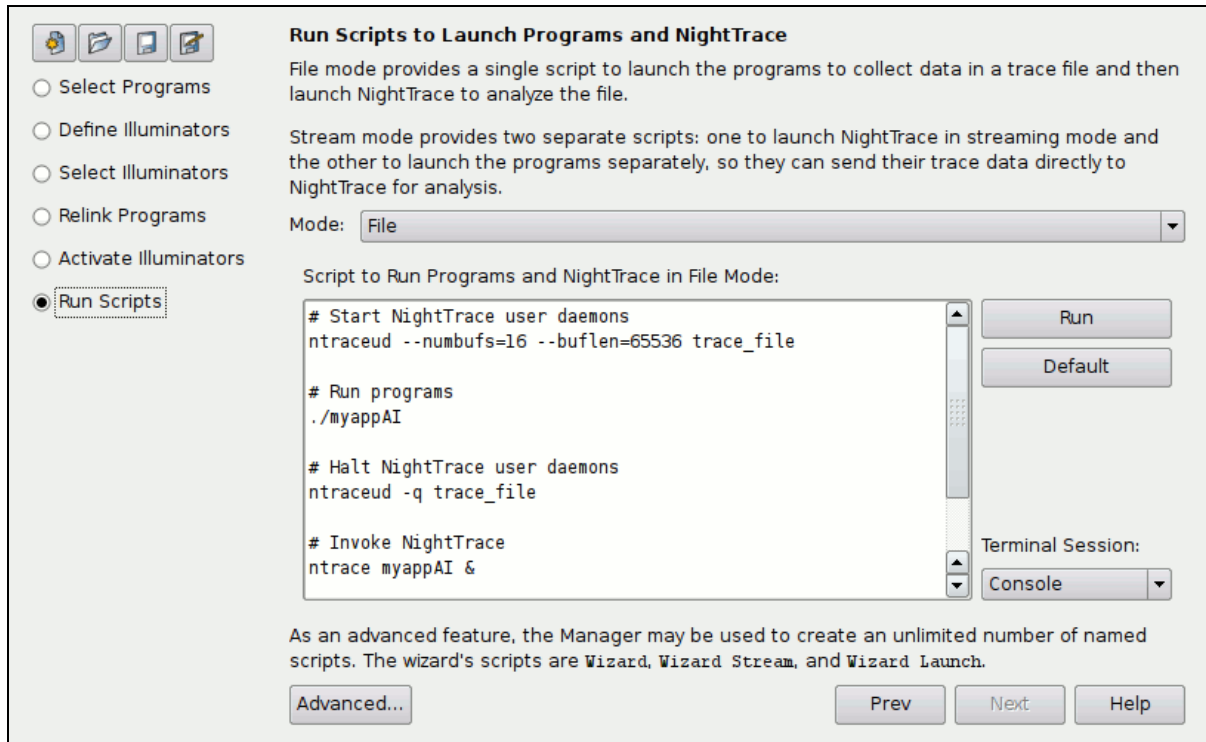 Select Programs
Define Illuminators
Select Illuminators
Relink Programs
Activate Illuminators
Run Scripts
Run Scripts to Launch Programs and NightTrace
File mode provides a single script to launch the programs to collect data in a trace file and then
launch NightTrace to analyze the file.
Stream mode provides two separate scripts: one to launch NightTrace in streaming mode and
the other to launch the programs separately, so they can send their trace data directly to
NightTrace for analysis.
Mode: File
Script to Run Programs and NightTrace in File Mode:
# Start NightTrace user daemons
ntraceud --numbufs=16 --buflen=65536 trace_file
# Run programs
./myappAI
# Halt NightTrace user daemons
ntraceud -q trace_file
# Invoke NightTrace
ntrace myappAI &
Run
Default
Terminal Session:
Console
As an advanced feature, the Manager may be used to create an unlimited number of named
scripts. The wizard's scripts are Wizard, Wizard Stream, and Wizard Launch.
Advanced... Prev Next Help